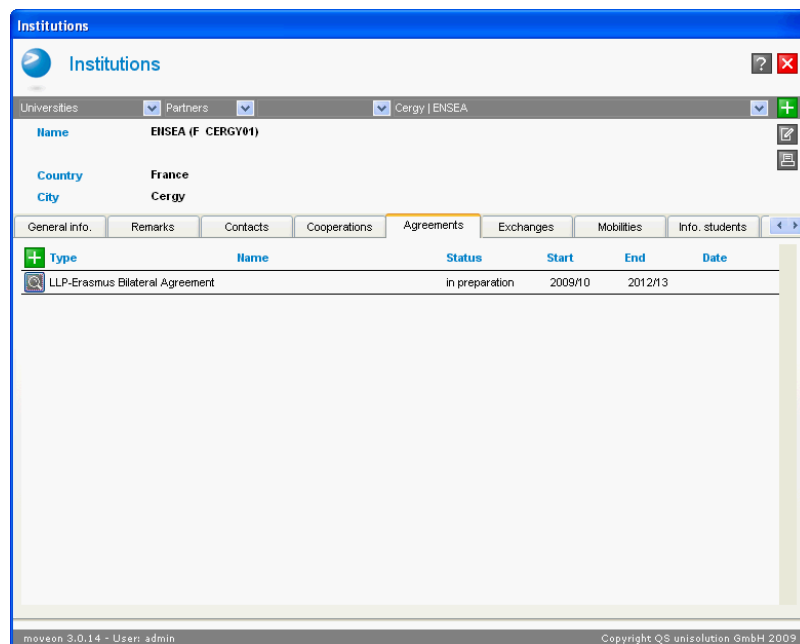 Institutions
Institutions
?
Universities Partners Cergy | ENSEA
Name ENSEA (F CERGY01)
Country France
City Cergy
General info. Remarks Contacts Cooperations Agreements Exchanges Mobilities Info. students
Type Name Status Start End Date
LLP-Erasmus Bilateral Agreement in preparation 2009/10 2012/13
moveon 3.0.14 - User: admin Copyright QS unisolution GmbH 2009